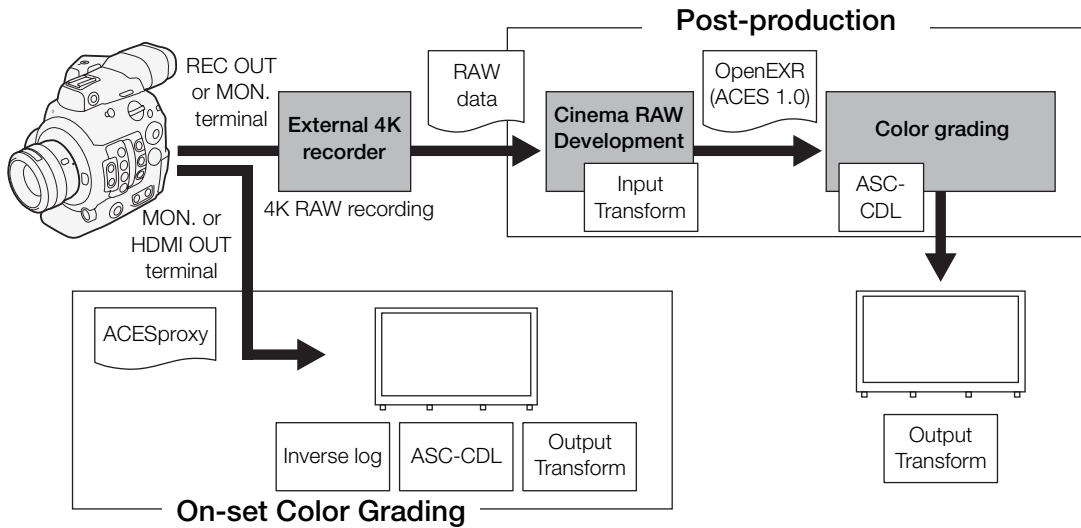 Post-production
REC OUT
or MON.
terminal
External 4K
recorder
4K RAW recording
RAW
data
Cinema RAW
Development
Input
Transform
OpenEXR
(ACES 1.0)
Color grading
ASC-
CDL
MON. or
HDMI OUT
terminal
ACESproxy
Inverse log
ASC-CDL
Output
Transform
On-set Color Grading
Output
Transform